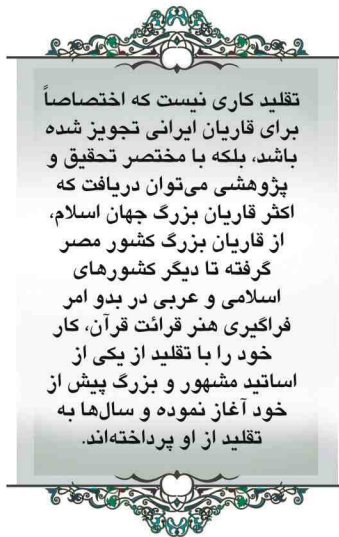 تقلید کاری نیست که اختصاصاً
برای قاریان ایرانی تجویز شده
باشد، بلکه با مختصر تحقیق و
پژوهشی می‌توان دریافت که
اکثر قاریان بزرگ جهان اسلام،
از قاریان بزرگ کشور مصر
گرفته تا دیگر کشورهای
اسلامی و عربی در بدو امر
فراگیری هنر قرائت قرآن، کار
خود را با تقلید از یکی از
اساتید مشهور و بزرگ پیش از
خود آغاز نموده و سال‌ها به
تقلید از او پرداخته‌اند.